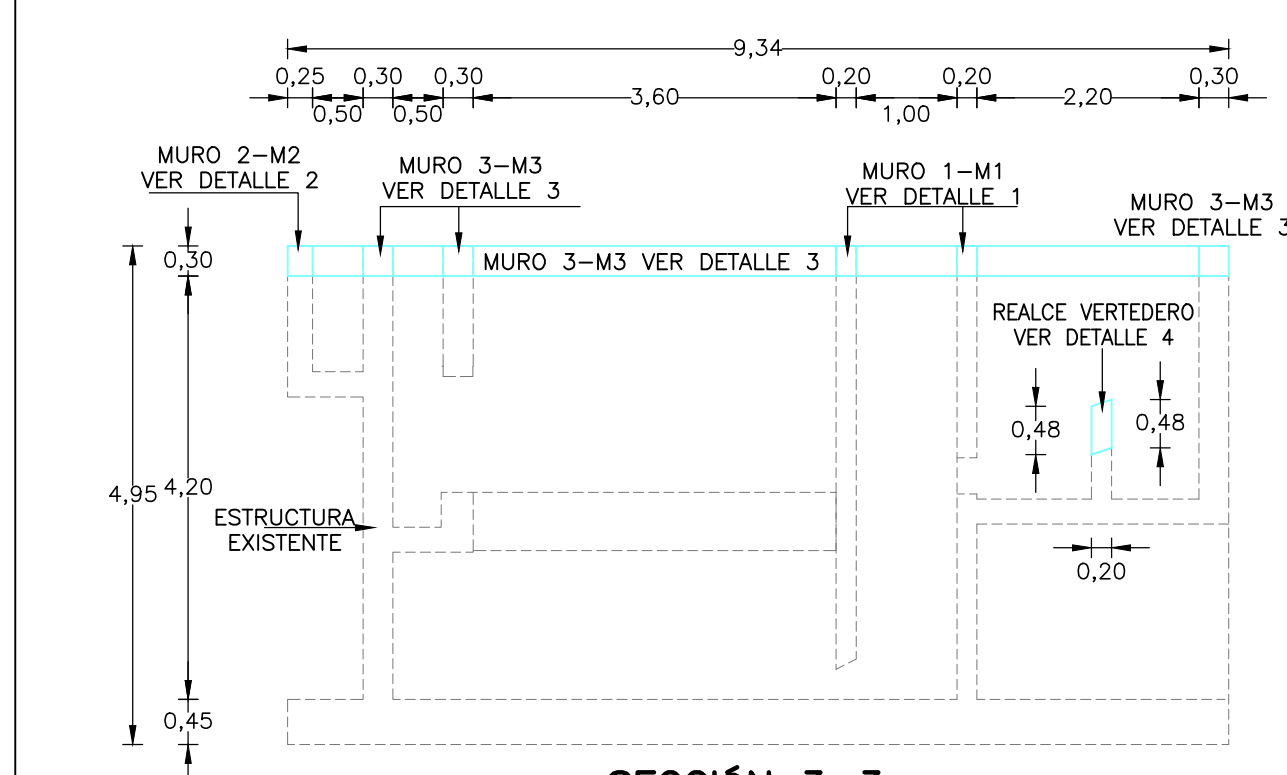 9,34
0,25 0,30 0,30 0,20 0,20 0,30
0,50 0,50 3,60 1,00 2,20
MURO 2-M2
VER DETALLE 2
MURO 3-M3
VER DETALLE 3
MURO 1-M1
VER DETALLE 1
MURO 3-M3
VER DETALLE 3
0,30
MURO 3-M3 VER DETALLE 3
REALCE VERTEDERO
VER DETALLE 4
0,48
0,48
4,95
4,20
ESTRUCTURA
EXISTENTE
0,20
0,45